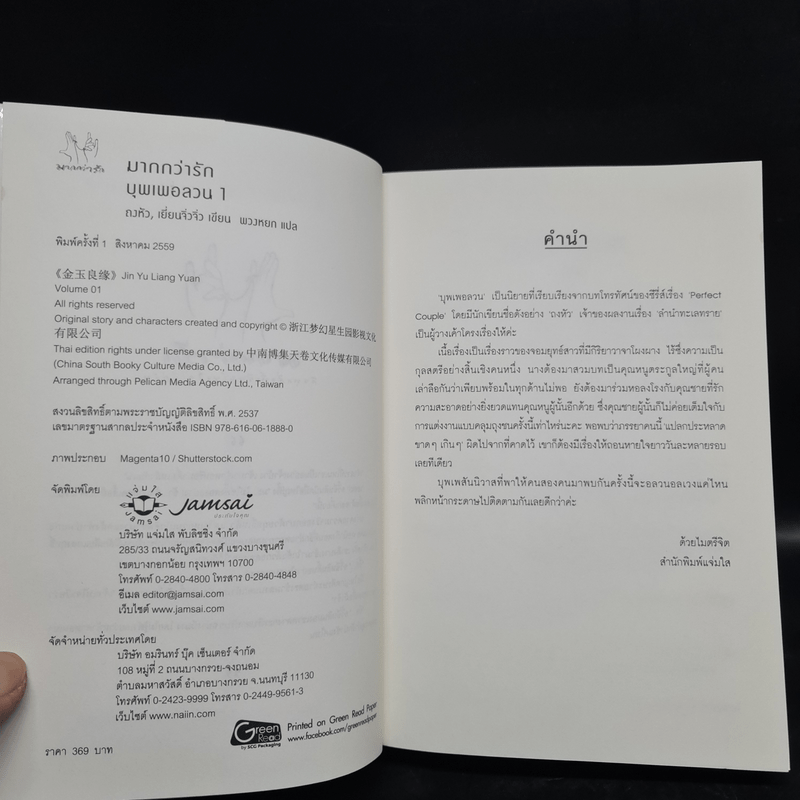 มากกว่ารัก
มากกว่ารัก
บุพเพอลวน 1
ถงหัว, เยี่ยนจิ่วจิ่ว เขียน พวงหยก แปล
พิมพ์ครั้งที่ 1 สิงหาคม 2559
《金玉良缘》Jin Yu Liang Yuan
Volume 01
All rights reserved
Original story and characters created and copyright © 浙江梦幻星生园影视文化
有限公司
Thai edition rights under license granted by 中南博集天卷文化传媒有限公司
(China South Booky Culture Media Co., Ltd.)
Arranged through Pelican Media Agency Ltd., Taiwan
สงวนลิขสิทธิ์ตามพระราชบัญญัติลิขสิทธิ์ พ.ศ. 2537
เลขมาตรฐานสากลประจำหนังสือ ISBN 978-616-06-1888-0
ภาพประกอบ Magenta10 / Shutterstock.com
จัดพิมพ์โดย
แจ่มใส
Jamsai
Jamsai
บริษัท แจ่มใส พับลิชชิ่ง จำกัด
285/33 ถนนจรัญสนิทวงศ์ แขวงบางขุนศรี
เขตบางกอกน้อย กรุงเทพฯ 10700
โทรศัพท์ 0-2840-4800 โทรสาร 0-2840-4848
อีเมล editor@jamsai.com
เว็บไซต์ www.jamsai.com
จัดจำหน่ายทั่วประเทศโดย
บริษัท อมรินทร์ บุ๊ค เซ็นเตอร์ จำกัด
108 หมู่ที่ 2 ถนนบางกรวย-จงถนอม
ตำบลมหาสวัสดิ์ อำเภอบางกรวย จ.นนทบุรี 11130
โทรศัพท์ 0-2423-9999 โทรสาร 0-2449-9561-3
เว็บไซต์ www.naiin.com
Green
Read
by SCG Packaging
Printed on Green Read Paper
www.facebook.com/greenreadpaper
ราคา 369 บาท
คำนำ
'บุพเพอลวน' เป็นนิยายที่เรียบเรียงจากบทโทรทัศน์ของซีรี่ส์เรื่อง 'Perfect
Couple' โดยมีนักเขียนชื่อดังอย่าง 'ถงหัว' เจ้าของผลงานเรื่อง 'ลำนำทะเลทราย'
เป็นผู้วางเค้าโครงเรื่องให้ค่ะ
เนื้อเรื่องเป็นเรื่องราวของจอมยุทธ์สาวที่มีกิริยาวาจาโผงผาง ไร้ซึ่งความเป็น
กุลสตรีอย่างสิ้นเชิงคนหนึ่ง นางต้องมาสวมบทเป็นคุณหนูตระกูลใหญ่ที่ผู้คน
เล่าลือกันว่าเพียบพร้อมในทุกด้านไม่พอ ยังต้องมาร่วมหอลงโรงกับคุณชายที่รัก
ความสะอาดอย่างยิ่งยวดแทนคุณหนูผู้นั้นอีกด้วย ซึ่งคุณชายผู้นั้นก็ไม่ค่อยเต็มใจกับ
การแต่งงานแบบคลุมถุงชนครั้งนี้เท่าไหร่นะคะ พอพบว่าภรรยาคนนี้ 'แปลกประหลาด
ขาดๆ เกินๆ' ผิดไปจากที่คาดไว้ เขาก็ต้องมีเรื่องให้ถอนหายใจยาววันละหลายรอบ
เลยทีเดียว
บุพเพสันนิวาสที่พาให้คนสองคนมาพบกันครั้งนี้จะอลวนอลเวงแค่ไหน
พลิกหน้ากระดาษไปติดตามกันเลยดีกว่าค่ะ
ด้วยไมตรีจิต
สำนักพิมพ์แจ่มใส